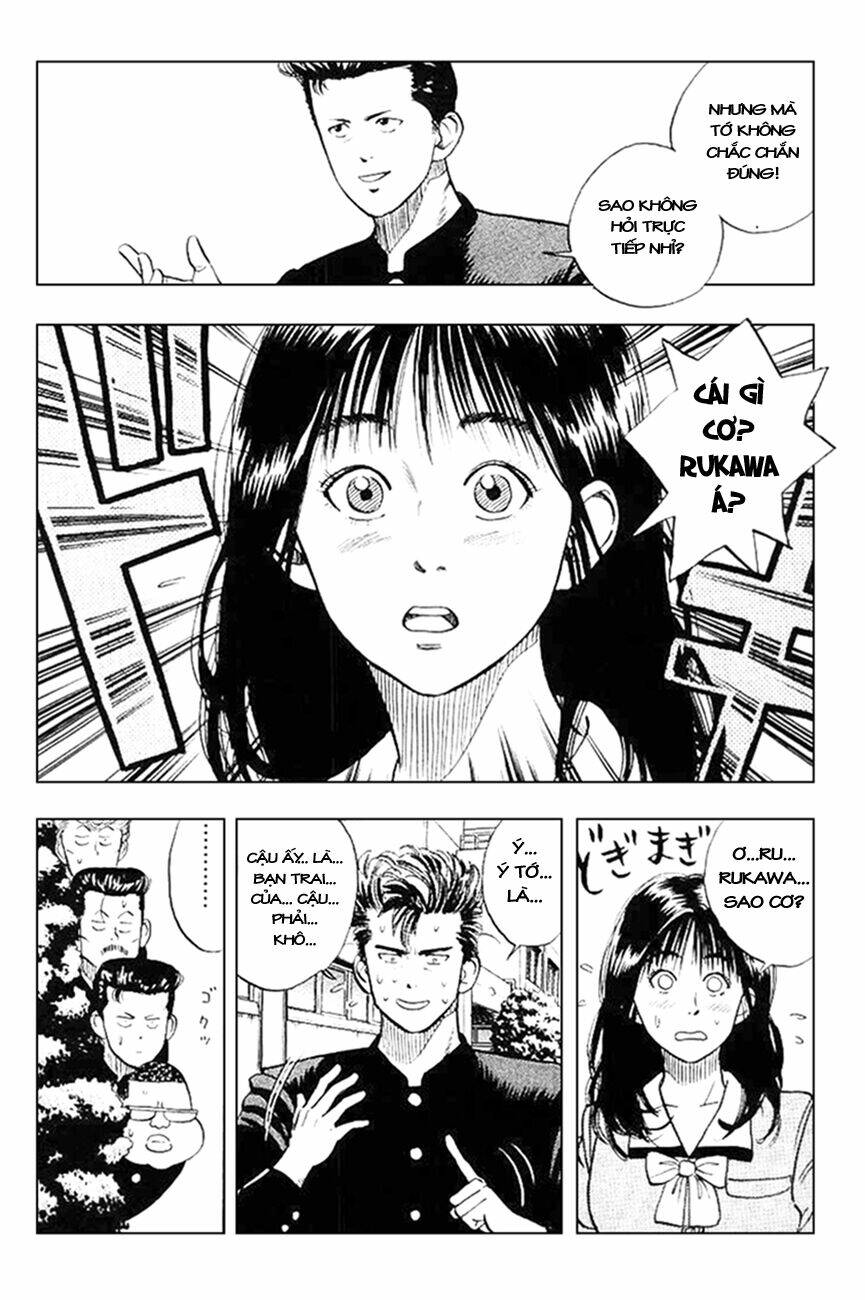 NHƯNG MÀ
TỚ KHÔNG
CHẮC CHẮN
ĐÚNG!
SAO KHÔNG
HỎI TRỰC
TIẾP NHỈ?
CÁI GÌ
CƠ?
RUKAWA
Á?
Ơ...RU...
RUKAWA...
SAO CƠ?
どぎまぎ
Ý...
Ý TỚ
LÀ...
CẬU ẤY... LÀ...
BẠN TRAI...
CỦA... CẬU...
PHẢI...
KHÔ...
........
ゴクッ